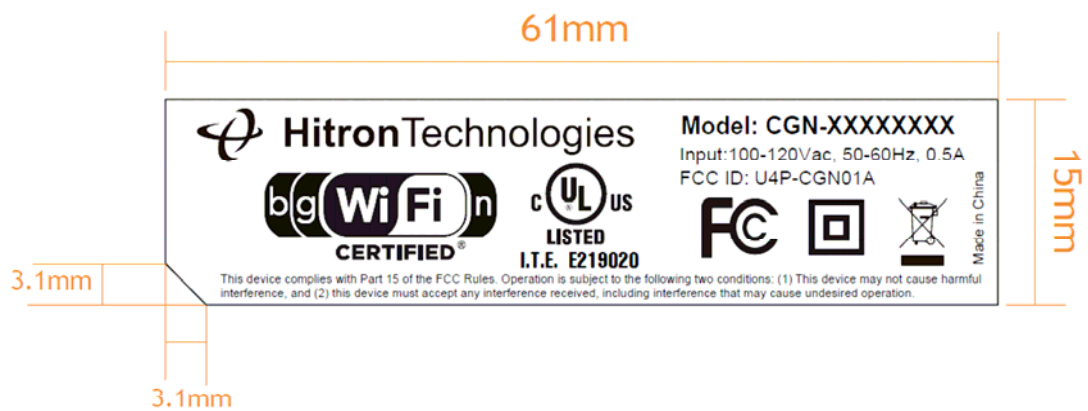 61mm
HitronTechnologies
Model: CGN-XXXXXXXX
Input:100-120Vac, 50-60Hz, 0.5A
FCC ID: U4P-CGN01A
b g Wi Fi n
CERTIFIED®
C UL® US
LISTED
I.T.E. E219020
FC
Made in China
15mm
3.1mm
This device complies with Part 15 of the FCC Rules. Operation is subject to the following two conditions: (1) This device may not cause harmful
interference, and (2) this device must accept any interference received, including interference that may cause undesired operation.
3.1mm